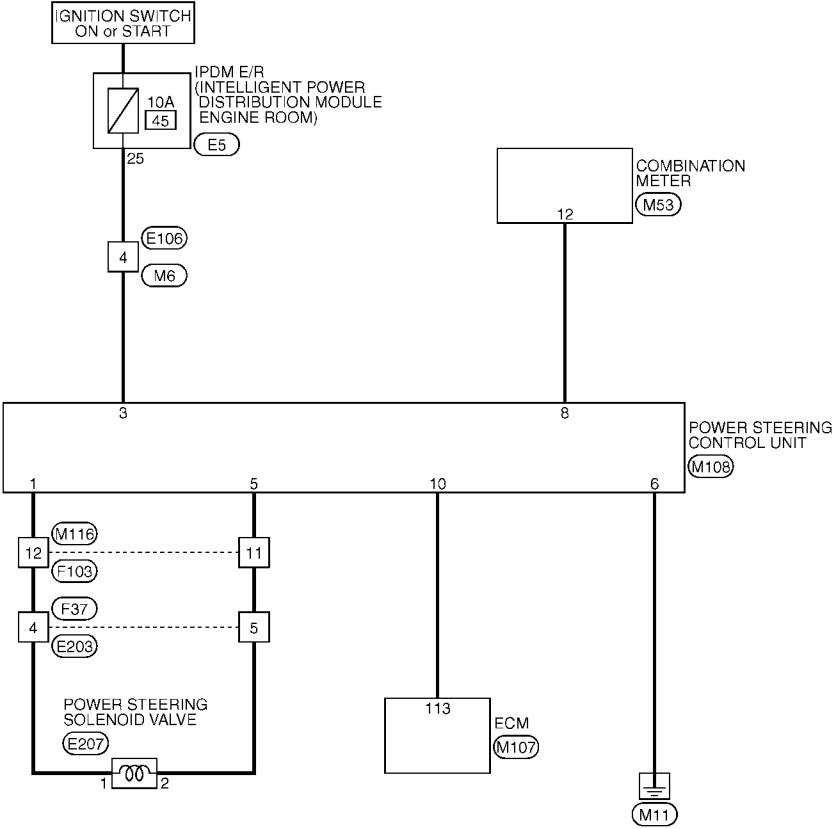 IGNITION SWITCH
ON or START
IPDM E/R
(INTELLIGENT POWER
DISTRIBUTION MODULE
ENGINE ROOM)
10A
45
E5
25
COMBINATION
METER
M53
12
E106
4
M6
3
8
POWER STEERING
CONTROL UNIT
M108
1
5
10
6
M116
12
11
F103
F37
4
5
E203
POWER STEERING
SOLENOID VALVE
E207
1
2
113
ECM
M107
M11